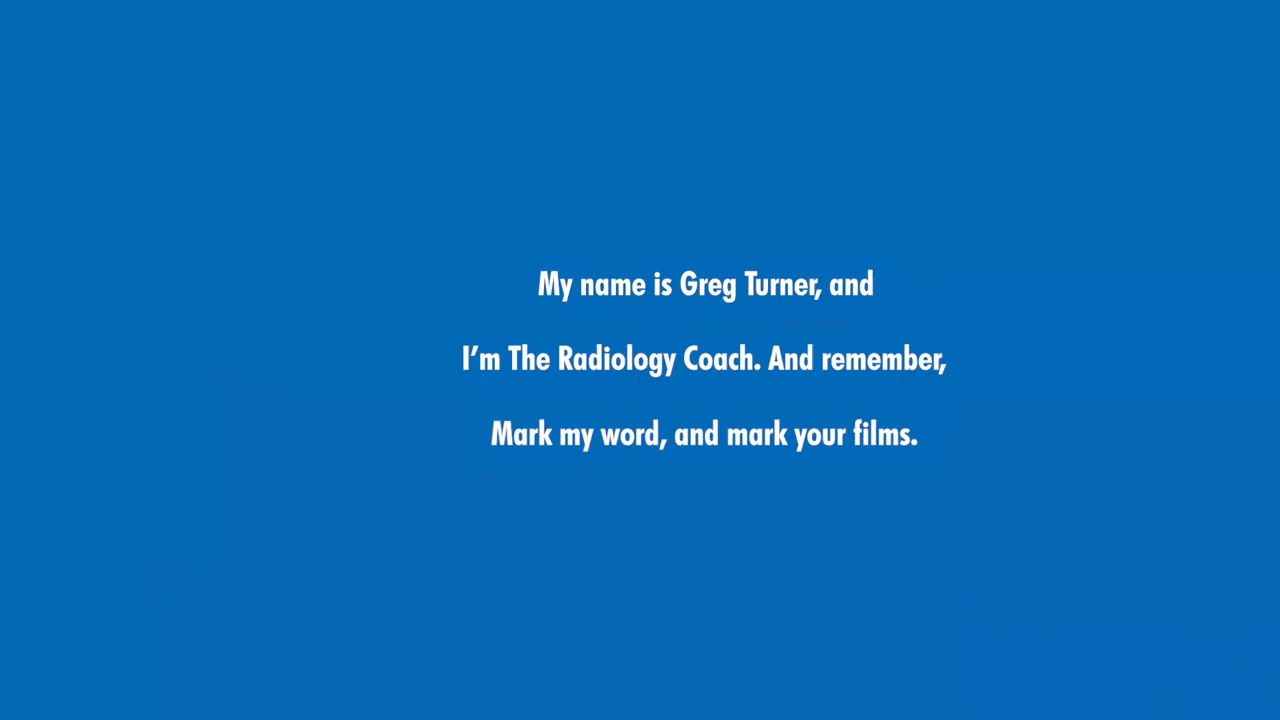 My name is Greg Turner, and
I’m The Radiology Coach. And remember,
Mark my word, and mark your films.